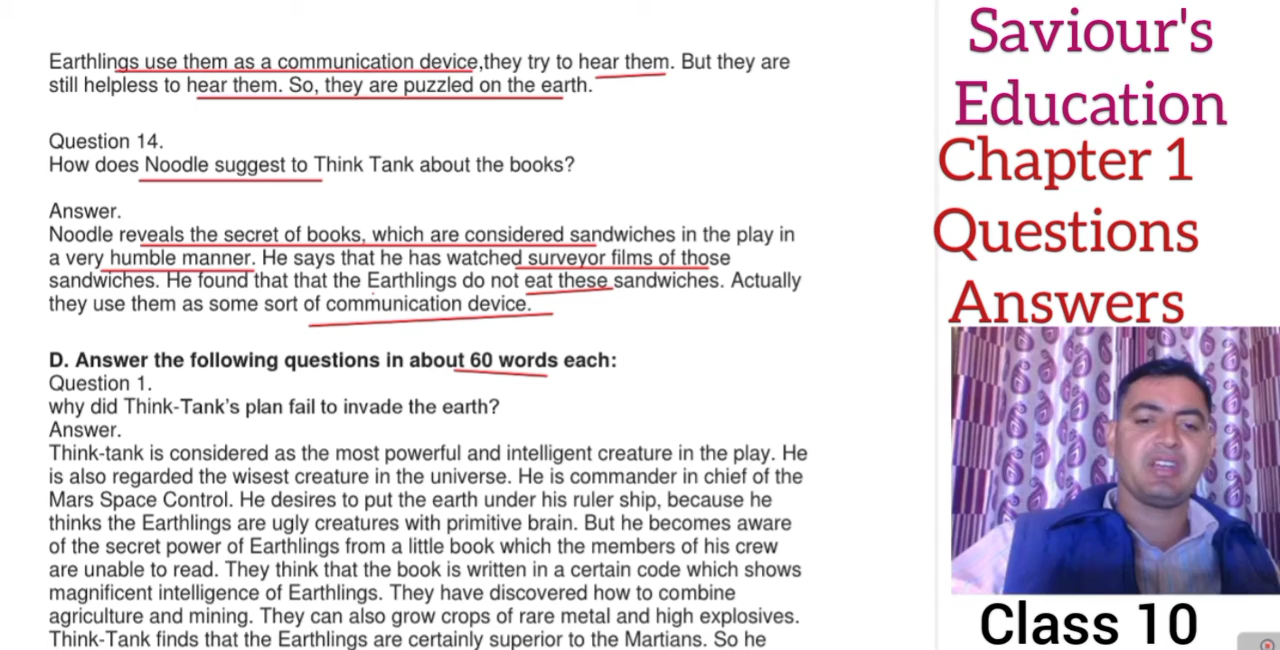 Earthlings use them as a communication device,they try to hear them. But they are
still helpless to hear them. So, they are puzzled on the earth.
Question 14.
How does Noodle suggest to Think Tank about the books?
Answer.
Noodle reveals the secret of books, which are considered sandwiches in the play in
a very humble manner. He says that he has watched surveyor films of those
sandwiches. He found that that the Earthlings do not eat these sandwiches. Actually
they use them as some sort of communication device.
D. Answer the following questions in about 60 words each:
Question 1.
why did Think-Tank's plan fail to invade the earth?
Answer.
Think-tank is considered as the most powerful and intelligent creature in the play. He
is also regarded the wisest creature in the universe. He is commander in chief of the
Mars Space Control. He desires to put the earth under his ruler ship, because he
thinks the Earthlings are ugly creatures with primitive brain. But he becomes aware
of the secret power of Earthlings from a little book which the members of his crew
are unable to read. They think that the book is written in a certain code which shows
magnificent intelligence of Earthlings. They have discovered how to combine
agriculture and mining. They can also grow crops of rare metal and high explosives.
Think-Tank finds that the Earthlings are certainly superior to the Martians. So he
Saviour's
Education
Chapter 1
Questions
Answers
Class 10